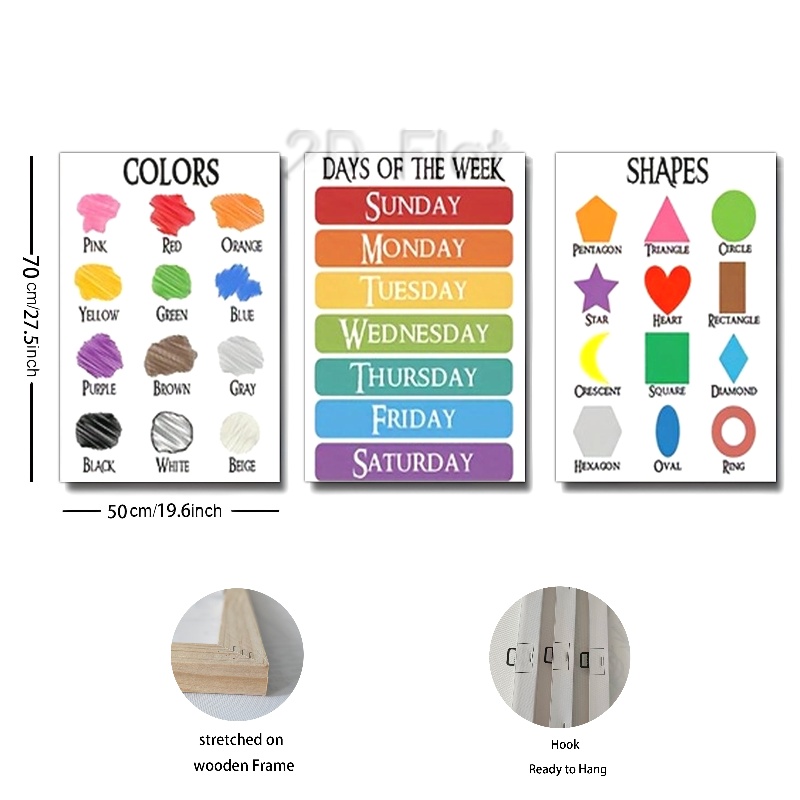 2D Flat
COLORS
PINK RED ORANGE
YELLOW GREEN BLUE
PURPLE BROWN GRAY
BLACK WHITE BEIGE
DAYS OF THE WEEK
SUNDAY
MONDAY
TUESDAY
WEDNESDAY
THURSDAY
FRIDAY
SATURDAY
SHAPES
PENTAGON TRIANGLE CIRCLE
STAR HEART RECTANGLE
CRESCENT SQUARE DIAMOND
HEXAGON OVAL RING
70cm/27.5inch
50cm/19.6inch
stretched on
wooden Frame
Hook
Ready to Hang